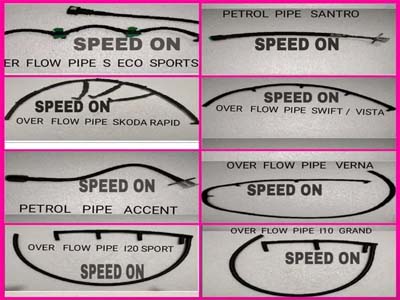 SPEED ON
OVER FLOW PIPE S ECO SPORTS
PETROL PIPE SANTRO
SPEED ON
SPEED ON
OVER FLOW PIPE SKODA RAPID
SPEED ON
OVER FLOW PIPE SWIFT / VISTA
SPEED ON
PETROL PIPE ACCENT
OVER FLOW PIPE VERNA
SPEED ON
OVER FLOW PIPE I20 SPORT
SPEED ON
OVER FLOW PIPE I10 GRAND
SPEED ON